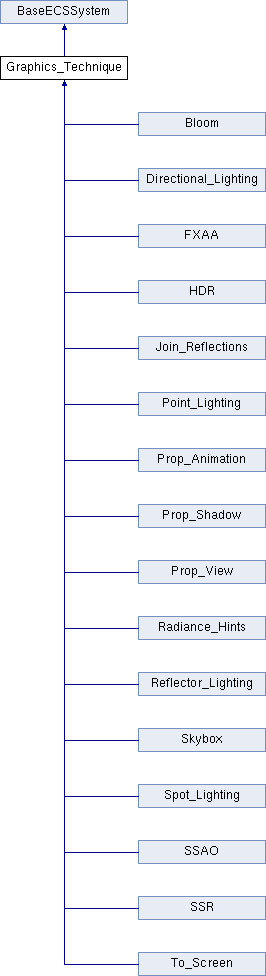 BaseECSSystem
Graphics_Technique
Bloom
Directional_Lighting
FXAA
HDR
Join_Reflections
Point_Lighting
Prop_Animation
Prop_Shadow
Prop_View
Radiance_Hints
Reflector_Lighting
Skybox
Spot_Lighting
SSAO
SSR
To_Screen